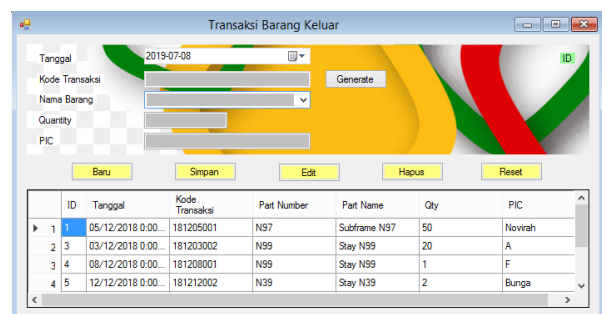 Transaksi Barang Keluar
Tanggal 2019-07-08 ID
Kode Transaksi Generate
Nama Barang
Quantity
PIC
Baru Simpan Edit Hapus Reset
ID Tanggal Kode Transaksi Part Number Part Name Qty PIC
1 1 05/12/2018 0:00... 181205001 N97 Subframe N97 50 Novirah
2 3 03/12/2018 0:00... 181203002 N99 Stay N99 20 A
3 4 08/12/2018 0:00... 181208001 N99 Stay N99 1 F
4 5 12/12/2018 0:00... 181212002 N39 Stay N39 2 Bunga